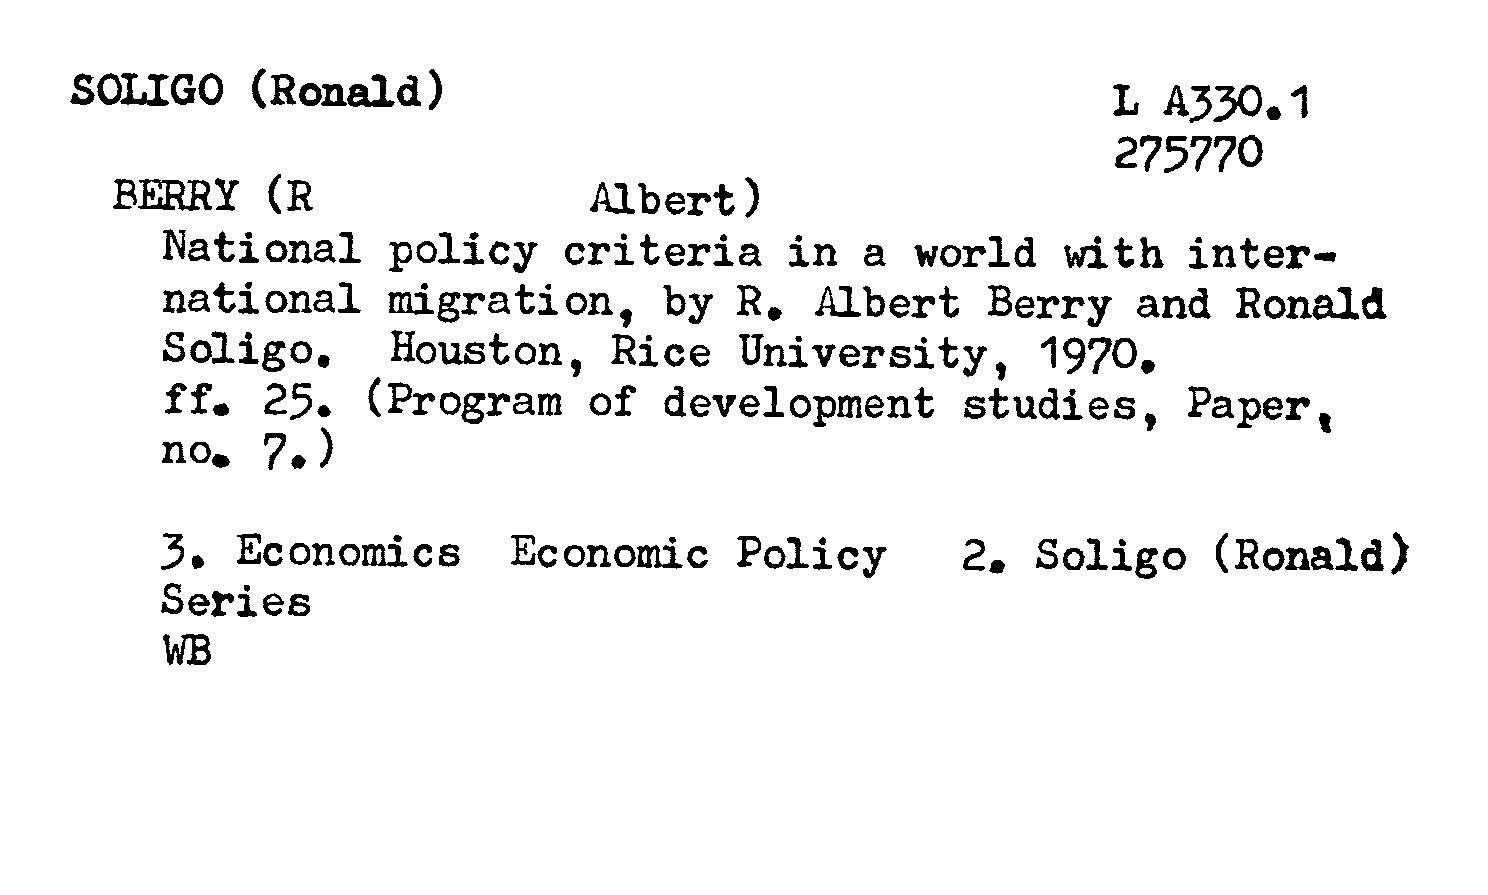 SOLIGO (Ronald)
L A330.1
275770
BERRY (R Albert)
National policy criteria in a world with inter-
national migration, by R. Albert Berry and Ronald
Soligo. Houston, Rice University, 1970.
ff. 25. (Program of development studies, Paper,
no. 7.)
3. Economics Economic Policy 2. Soligo (Ronald)
Series
WB